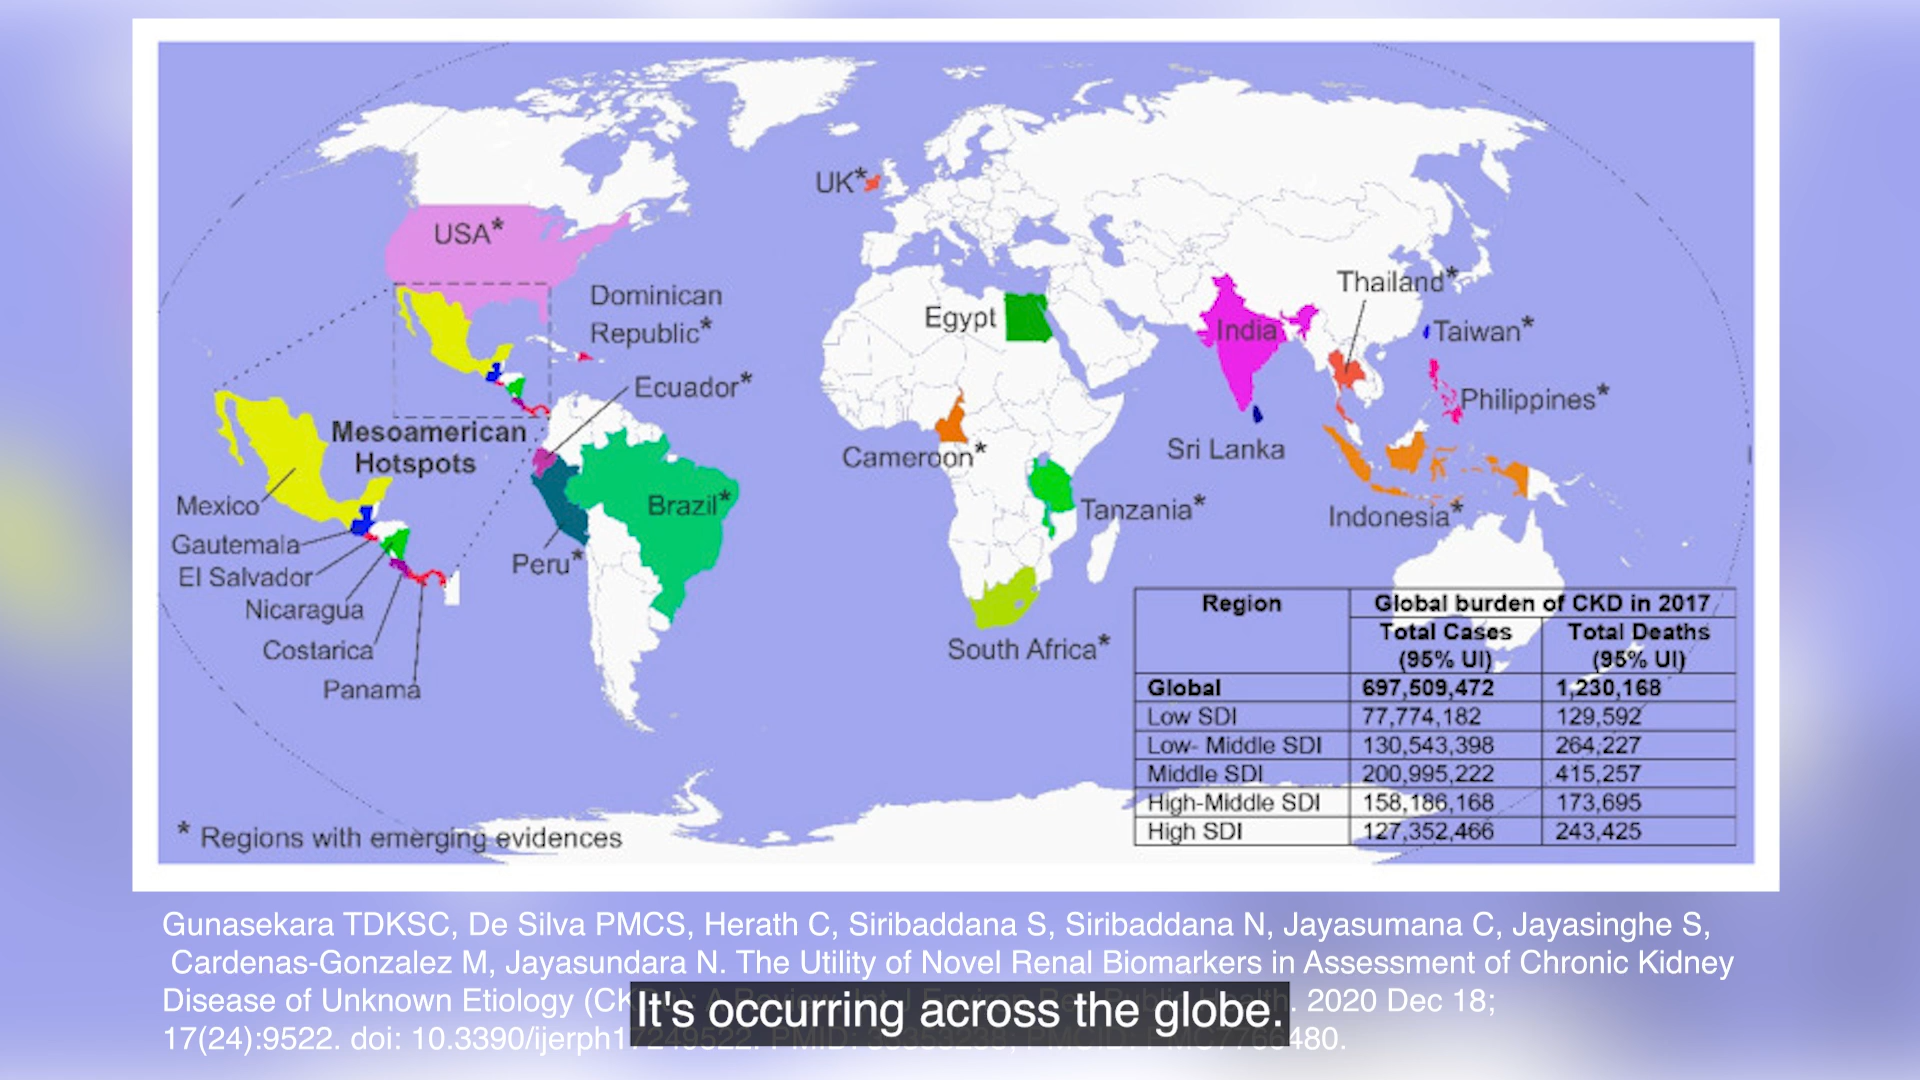 UK*
USA*
Dominican
Republic*
Thailand*
Egypt
India
Taiwan*
Ecuador*
Philippines*
Mesoamerican
Hotspots
Cameroon*
Sri Lanka
Mexico
Brazil*
Tanzania*
Indonesia*
Gautemala
Peru*
El Salvador
Nicaragua
Costarica
South Africa*
Panama
Region Global burden of CKD in 2017
Total Cases Total Deaths
(95% UI) (95% UI)
Global 697,509,472 1,230,168
Low SDI 77,774,182 129,592
Low- Middle SDI 130,543,398 264,227
Middle SDI 200,995,222 415,257
High-Middle SDI 158,186,168 173,695
High SDI 127,352,466 243,425
* Regions with emerging evidences
Gunasekara TDKSC, De Silva PMCS, Herath C, Siribaddana S, Siribaddana N, Jayasumana C, Jayasinghe S,
Cardenas-Gonzalez M, Jayasundara N. The Utility of Novel Renal Biomarkers in Assessment of Chronic Kidney
Disease of Unknown Etiology 2020 Dec 18;
17(24):9522. doi:
It's occurring across the globe.